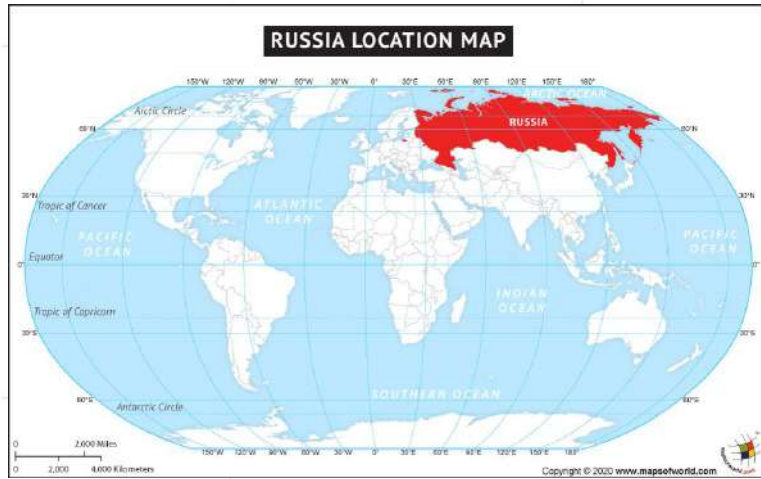 RUSSIA LOCATION MAP
150°W 120°W 90°W 60°W 30°W 0° 30°E 60°E 90°E 120°E 150°E 180°
ARCTIC OCEAN
Arctic Circle
RUSSIA
60°N 60°N
30°N 30°N
Tropic of Cancer
ATLANTIC
OCEAN
PACIFIC
OCEAN
PACIFIC
OCEAN
Equator
0° 0°
INDIAN
OCEAN
Tropic of Capricorn
30°S 30°S
SOUTHERN OCEAN
60°S 60°S
Antarctic Circle
150°W 120°W 90°W 60°W 30°W 0° 30°E 60°E 90°E 120°E 150°E 180°
0 2,000 Miles
0 2,000 4,000 Kilometers
Copyright © 2020 www.mapsofworld.com